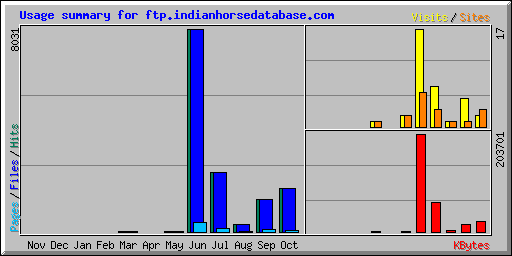 Usage summary for ftp.indianhorsedatabase.com
Visits/Sites
8031
17
Pages/Files/Hits
203701
Nov Dec Jan Feb Mar Apr May Jun Jul Aug Sep Oct
KBytes